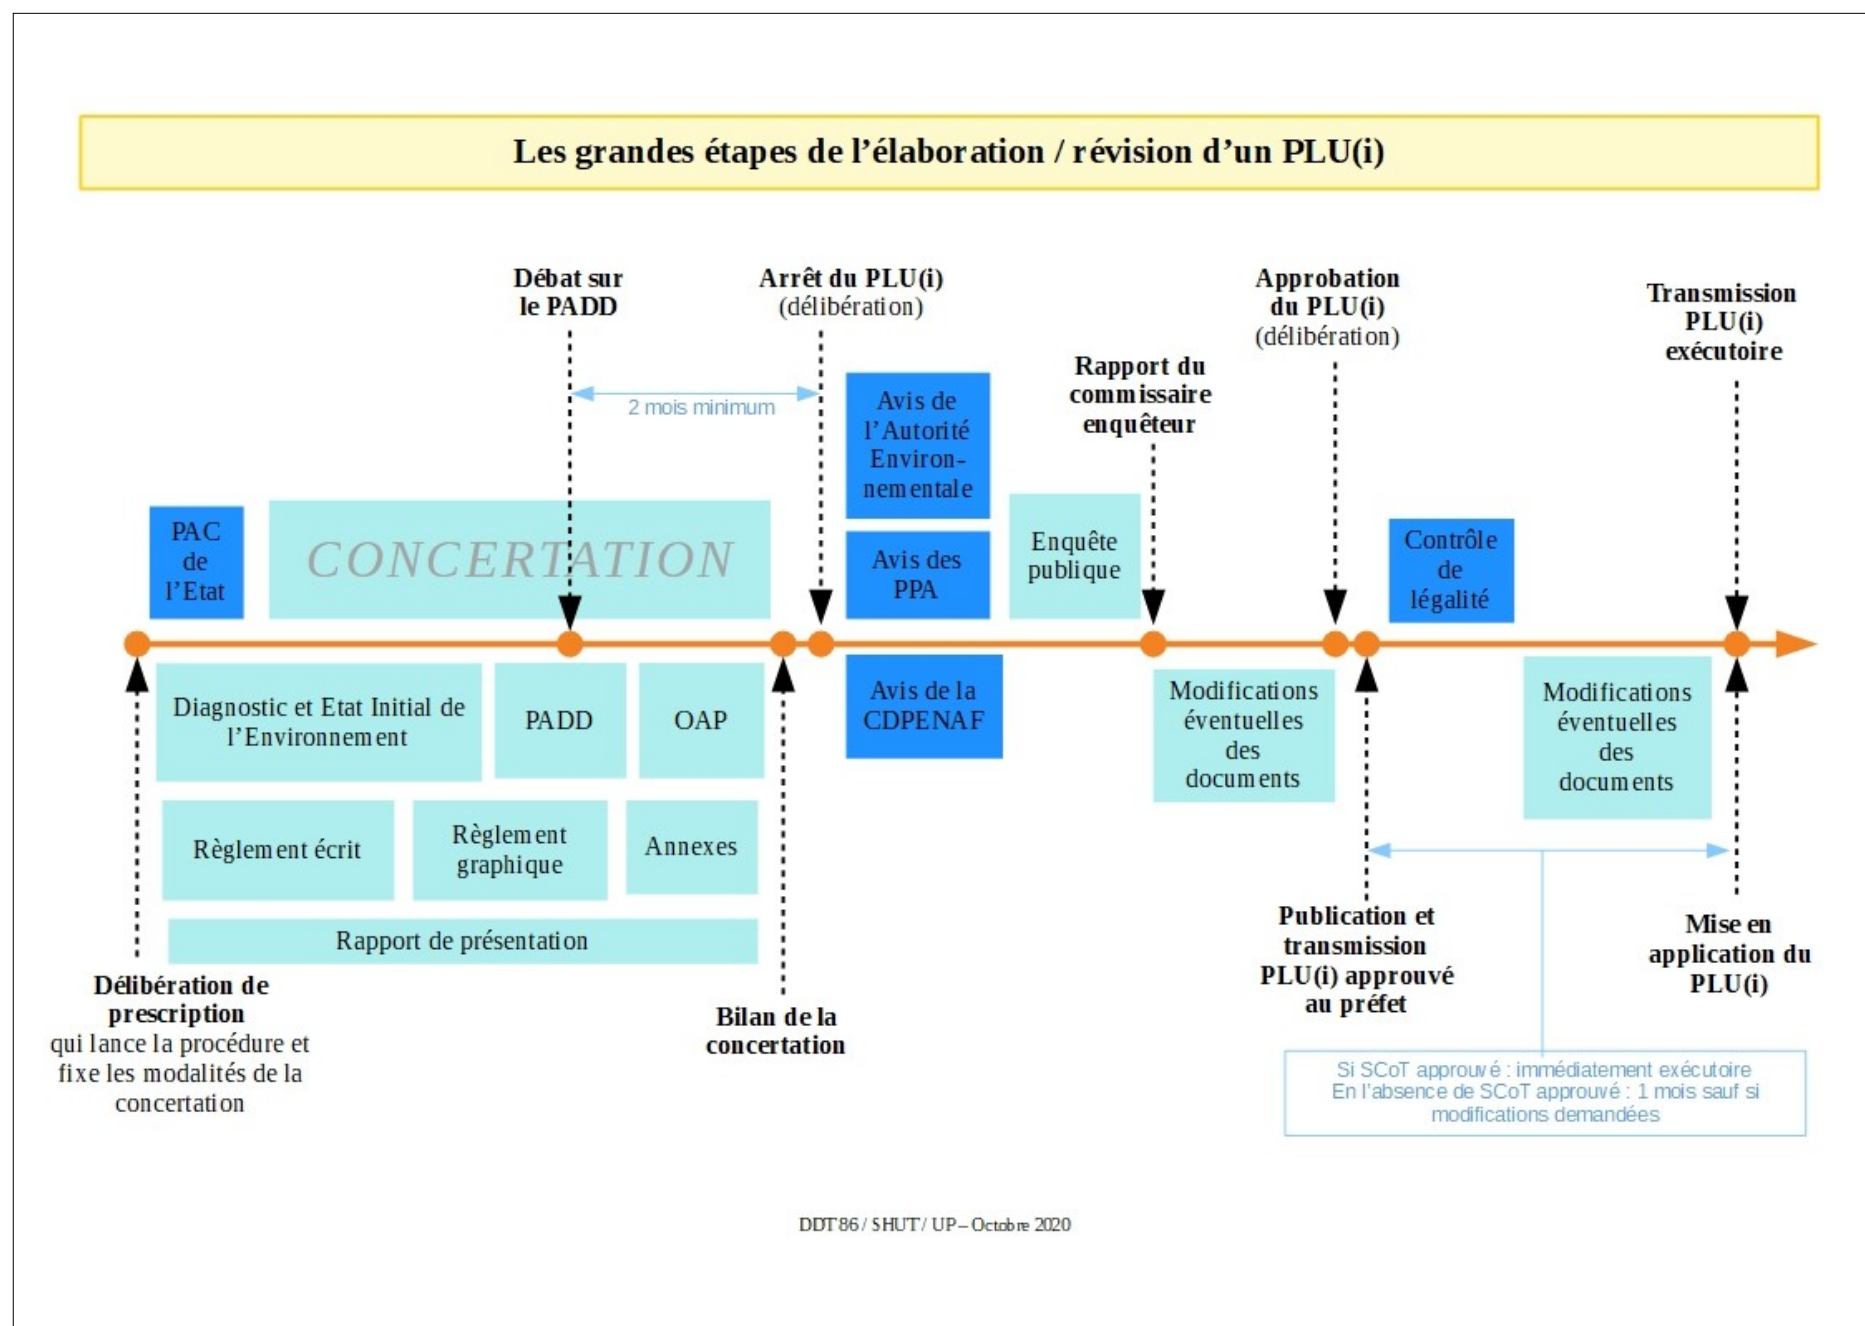 Les grandes étapes de l’élaboration / révision d’un PLU(i)
Débat sur
le PADD
Arrêt du PLU(i)
(délibération)
Approbation
du PLU(i)
(délibération)
Transmission
PLU(i)
exécutoire
2 mois minimum
Rapport du
commissaire
enquêteur
Avis de
l’Autorité
Environ-
nementale
PAC
de
l’Etat
CONCERTATION
Avis des
PPA
Enquête
publique
Contrôle
de
légalité
Diagnostic et Etat Initial de
l’Environnement
PADD
OAP
Avis de la
CDPENAF
Modifications
éventuelles
des
documents
Modifications
éventuelles
des
documents
Règlement écrit
Règlement
graphique
Annexes
Rapport de présentation
Délibération de
prescription
qui lance la procédure et
fixe les modalités de la
concertation
Bilan de la
concertation
Publication et
transmission
PLU(i) approuvé
au préfet
Mise en
application du
PLU(i)
Si SCoT approuvé : immédiatement exécutoire
En l’absence de SCoT approuvé : 1 mois sauf si
modifications demandées
DDT 86 / SHUT / UP – Octobre 2020